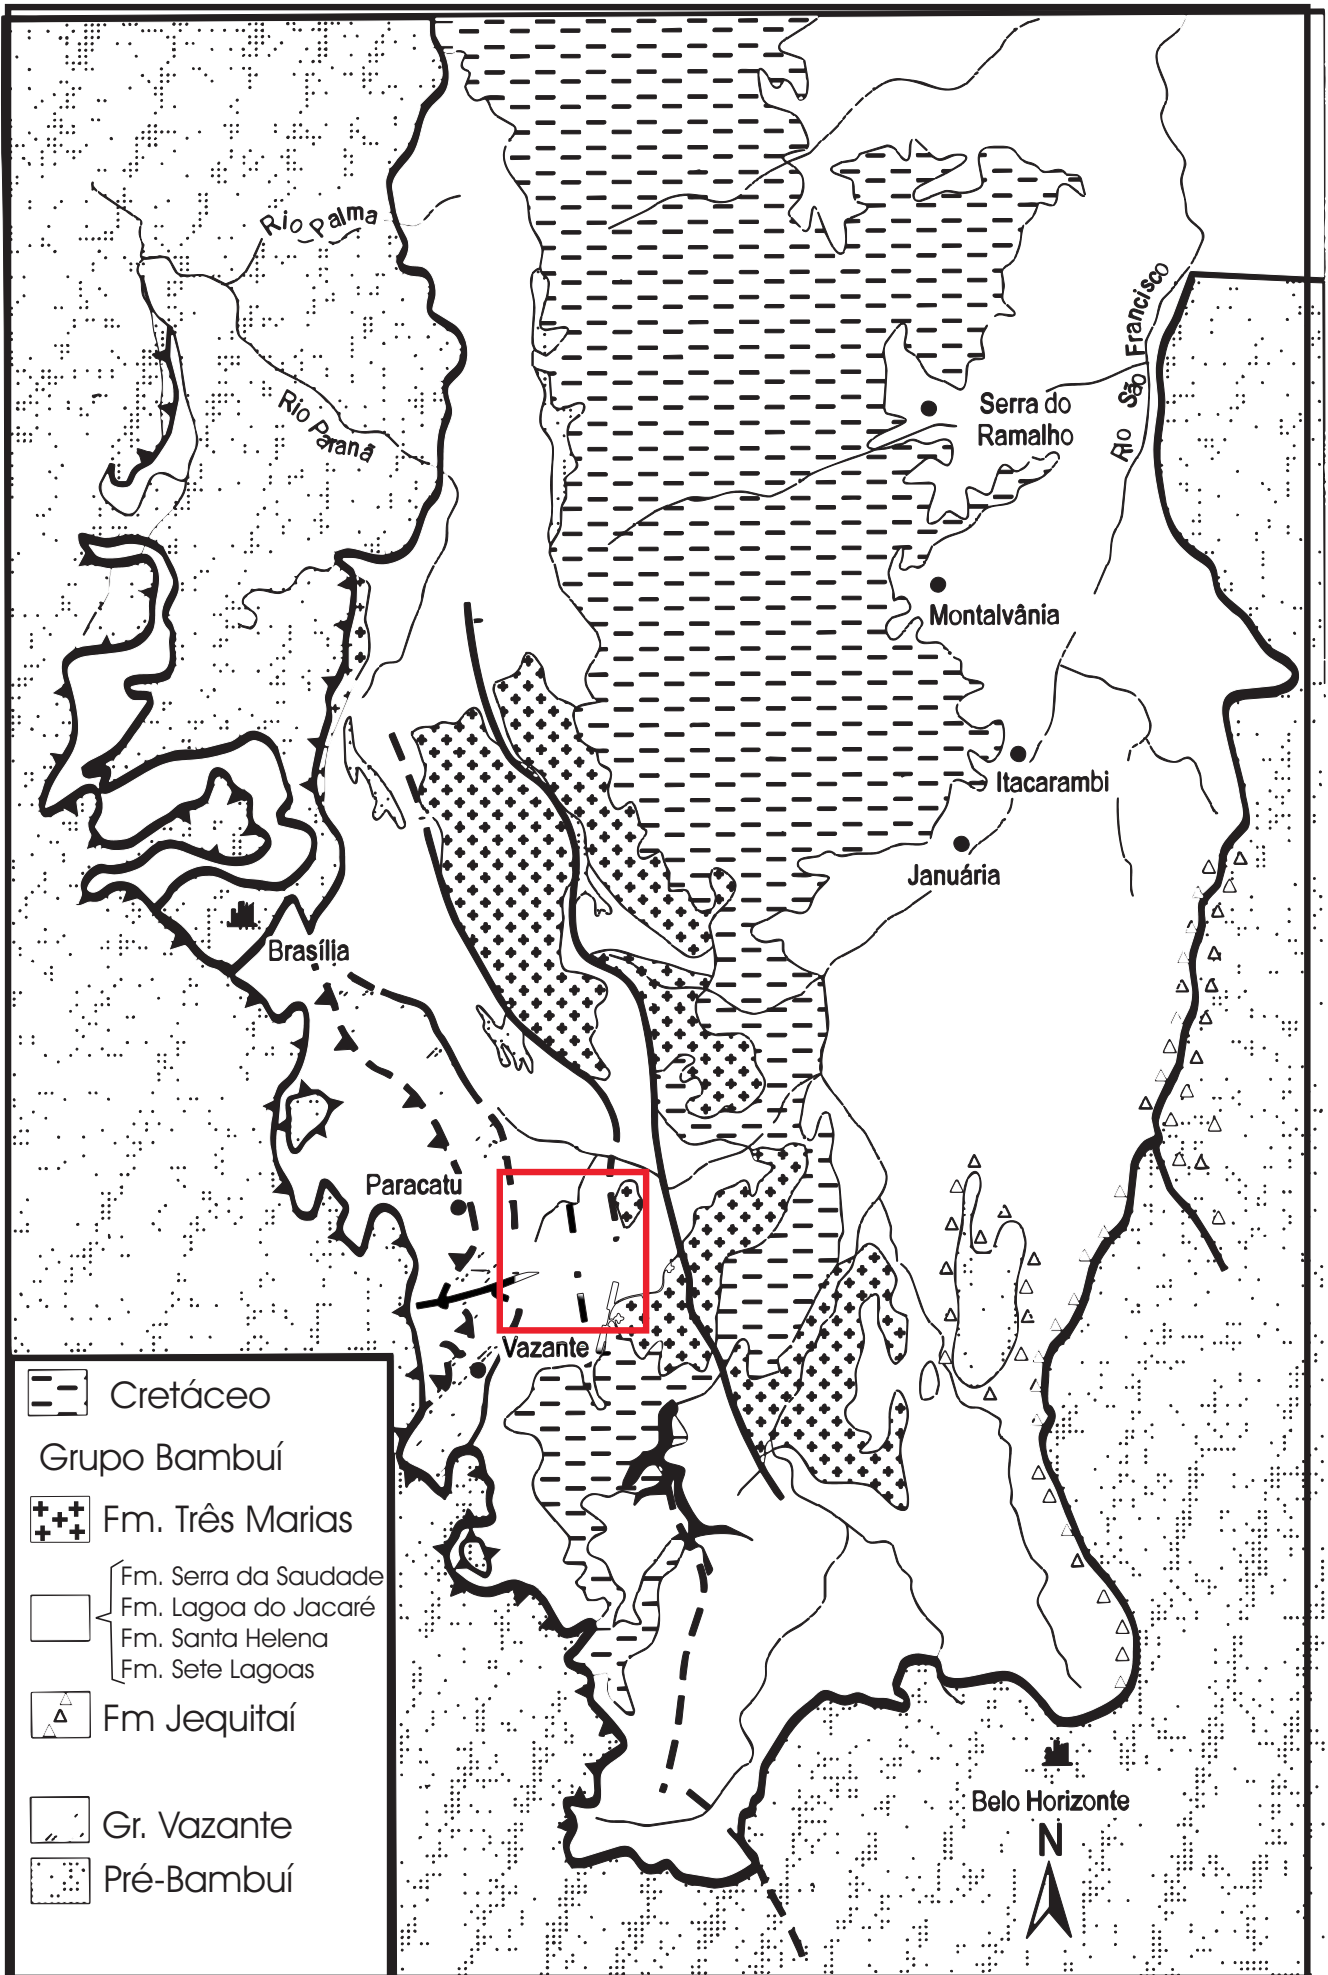 Rio Palma
Rio São Francisco
Rio Paranã
Serra do
Ramalho
Montalvânia
Itacarambi
Januária
Brasília
Paracatu
Vazante
Cretáceo
Grupo Bambuí
Fm. Três Marias
Fm. Serra da Saudade
Fm. Lagoa do Jacaré
Fm. Santa Helena
Fm. Sete Lagoas
Fm Jequitaí
Gr. Vazante
Pré-Bambuí
Belo Horizonte
N